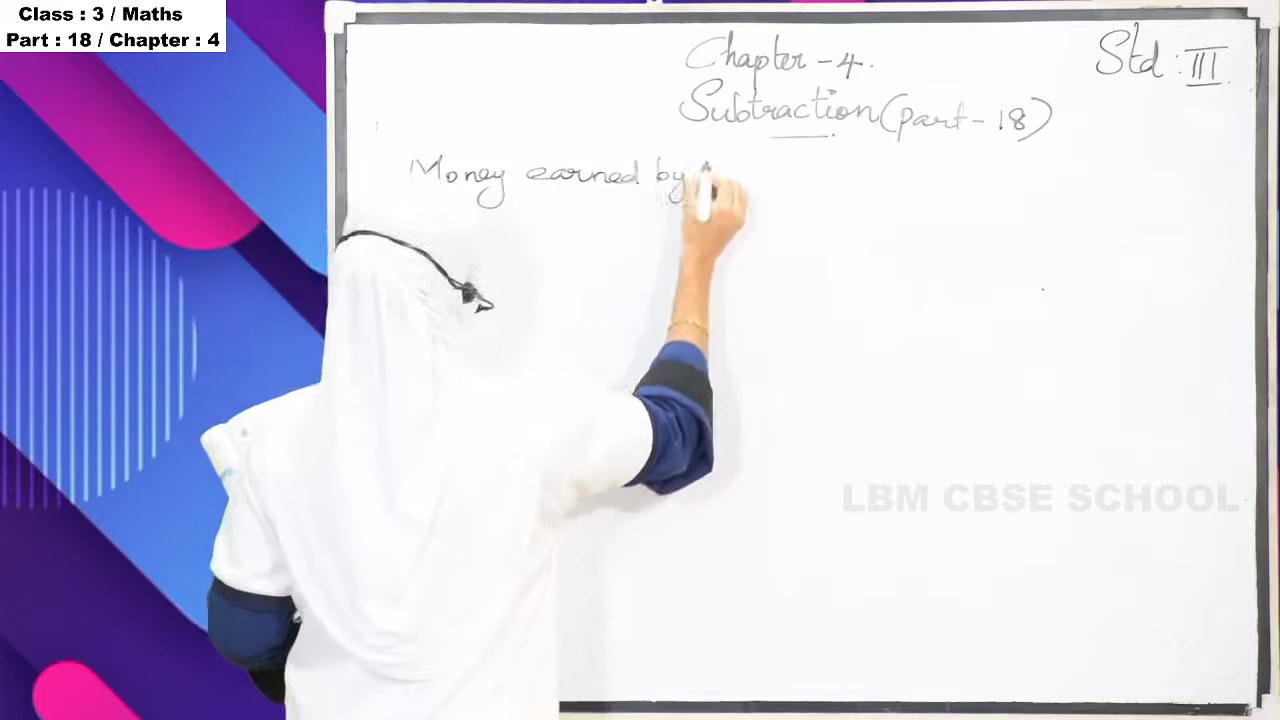 Class : 3 / Maths
Part : 18 / Chapter : 4
Chapter - 4.
Std : III
Subtraction (part - 18)
Money earned by
LBM CBSE SCHOOL